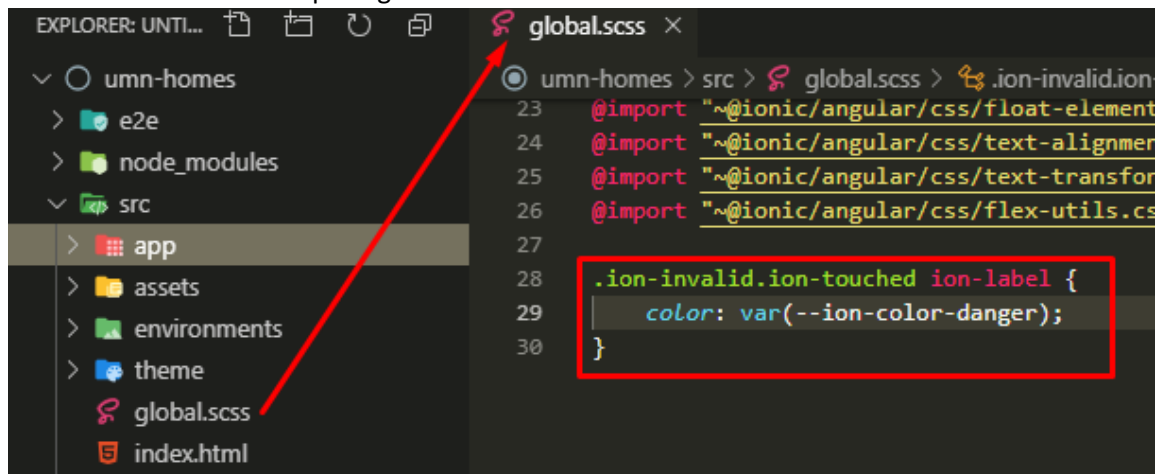 EXPLORER: UNTI...
umn-homes
e2e
node_modules
src
app
assets
environments
theme
global.scss
index.html
global.scss ×
umn-homes > src > global.scss > .ion-invalid.ion-
23 @import "~@ionic/angular/css/float-element
24 @import "~@ionic/angular/css/text-alignmen
25 @import "~@ionic/angular/css/text-transfor
26 @import "~@ionic/angular/css/flex-utils.cs
27
28 .ion-invalid.ion-touched ion-label {
29 color: var(--ion-color-danger);
30 }